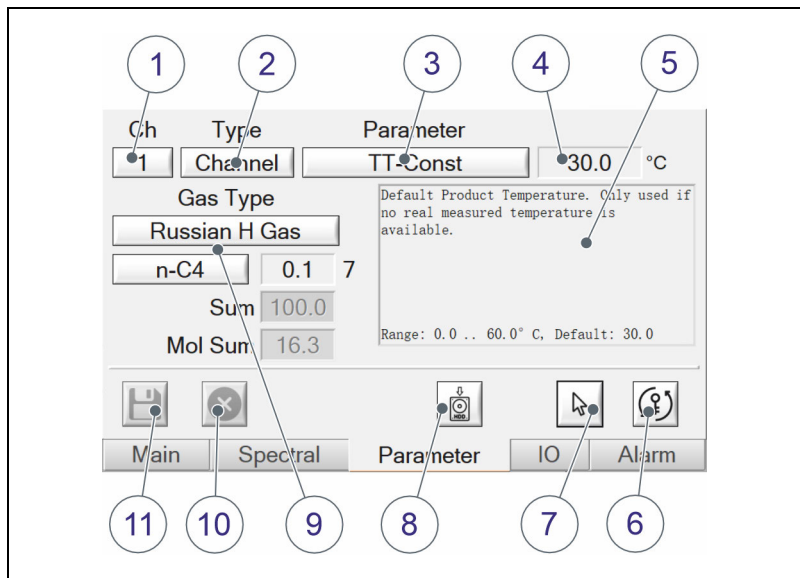 1 2 3 4 5
Ch Type Parameter
1 Channel TT-Const 30.0 °C
Gas Type
Russian H Gas
n-C4 0.1 7
Sum 100.0
Mol Sum 16.3
Default Product Temperature. Only used if
no real measured temperature is
available.
Range: 0.0 .. 60.0° C, Default: 30.0
HDD
Main Spectral Parameter IO Alarm
11 10 9 8 7 6